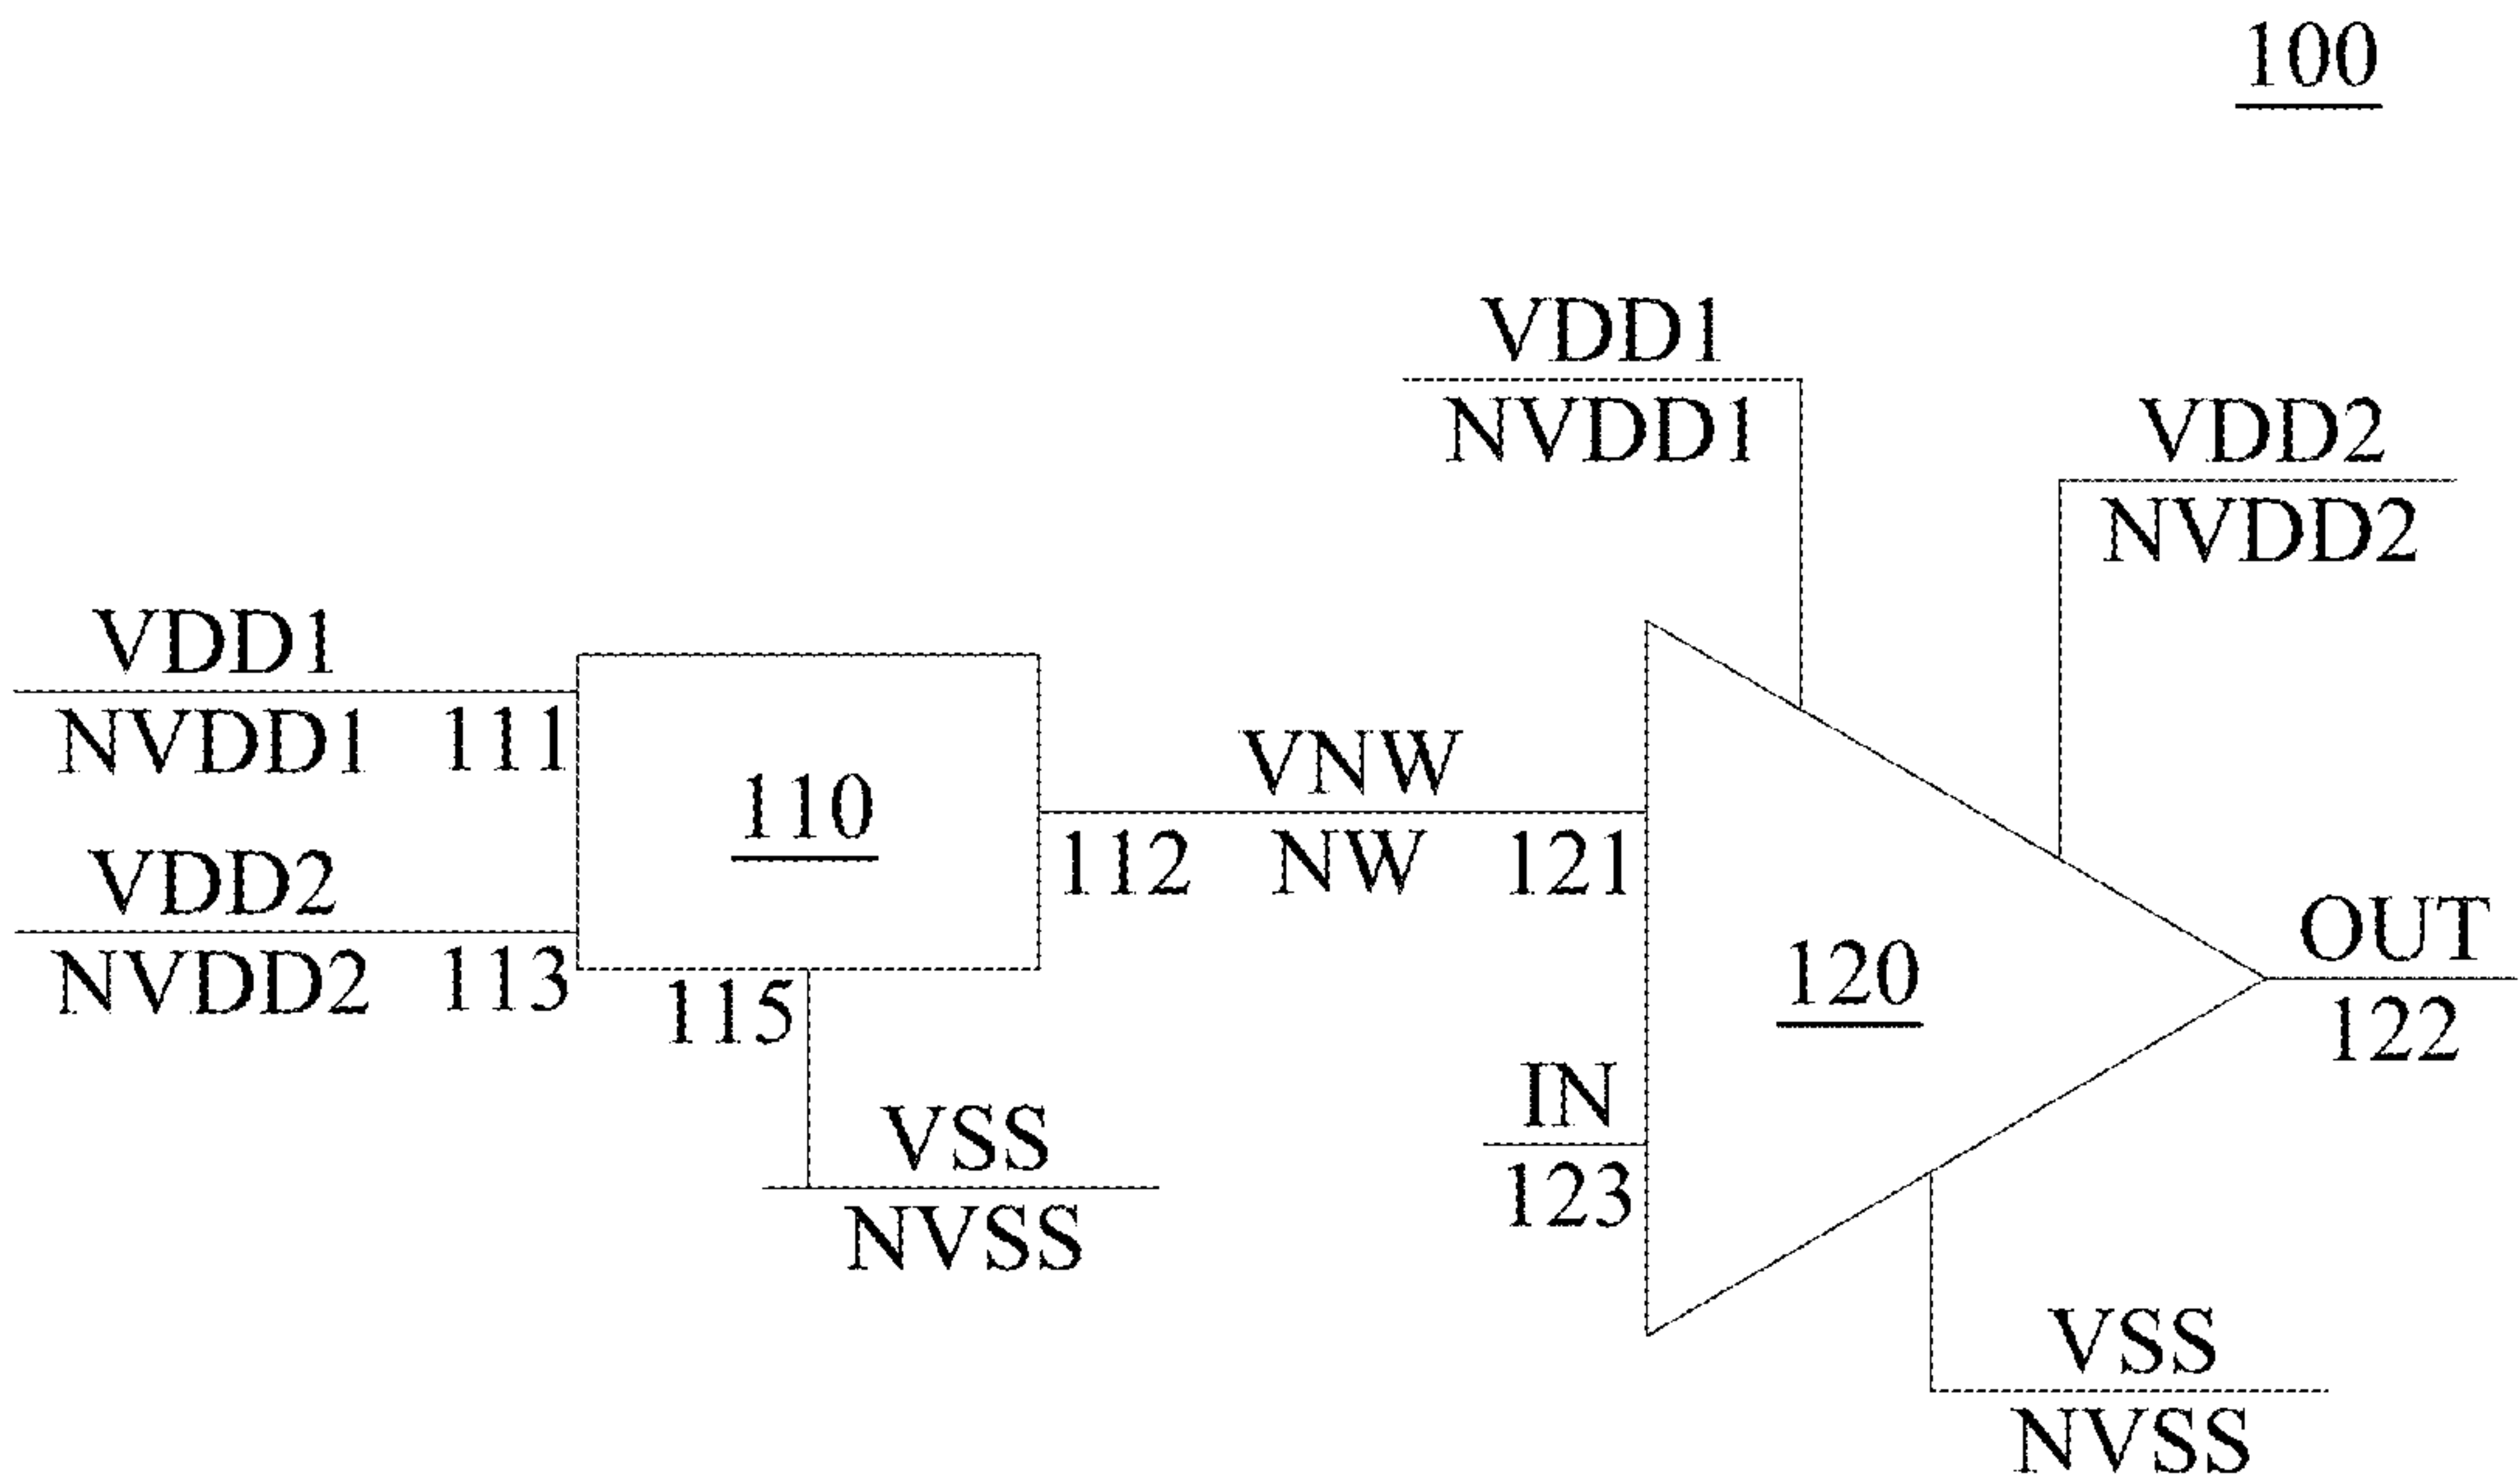 100
VDD1
NVDD1
VDD2
NVDD2
VDD1
NVDD1 111
VNW
110
112 NW 121
VDD2
NVDD2 113
OUT
120
122
115
IN
123
VSS
NVSS
VSS
NVSS